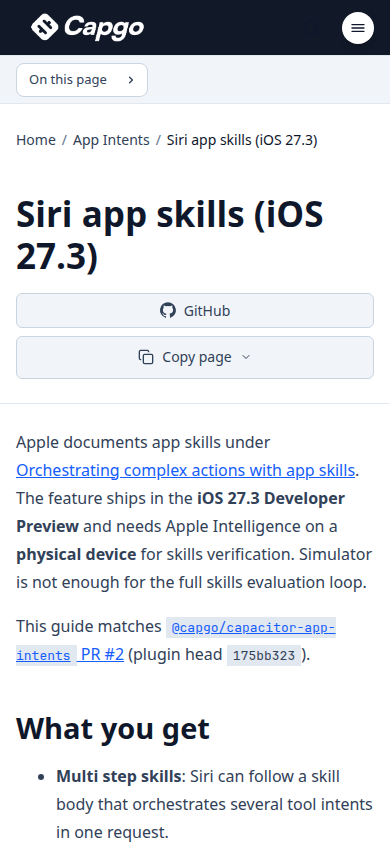 Capgo
On this page
Home / App Intents / Siri app skills (iOS 27.3)
Siri app skills (iOS
27.3)
GitHub
Copy page
Apple documents app skills under
Orchestrating complex actions with app skills.
The feature ships in the iOS 27.3 Developer
Preview and needs Apple Intelligence on a
physical device for skills verification. Simulator
is not enough for the full skills evaluation loop.
This guide matches @capgo/capacitor-app-
intents PR #2 (plugin head 175bb323).
What you get
Multi step skills: Siri can follow a skill
body that orchestrates several tool intents
in one request.